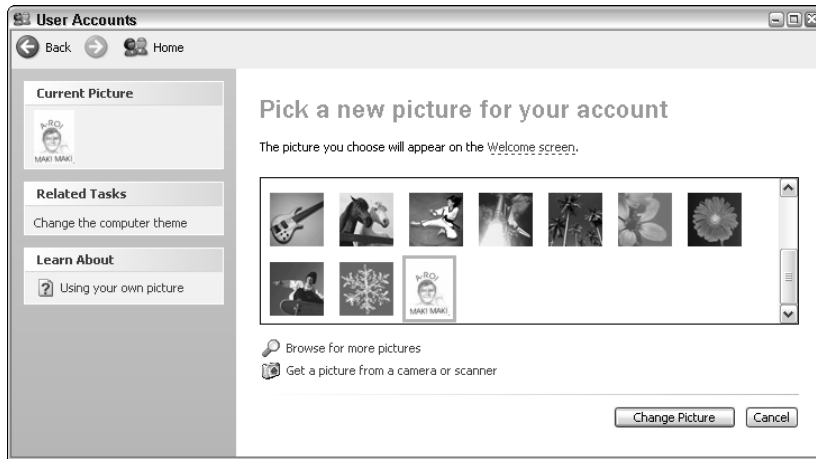 User Accounts
Back
Home
Current Picture
A-ROI
MAKI MAKI
Related Tasks
Change the computer theme
Learn About
Using your own picture
Pick a new picture for your account
The picture you choose will appear on the Welcome screen.
A-ROI
MAKI MAKI
Browse for more pictures
Get a picture from a camera or scanner
Change Picture
Cancel